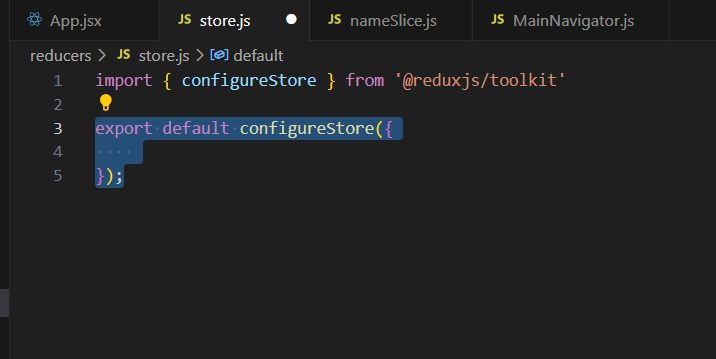 App.jsx JS store.js JS nameSlice.js JS MainNavigator.js
reducers > JS store.js > default
1 import { configureStore } from '@reduxjs/toolkit'
2
3 export default configureStore({
4 ····
5 });